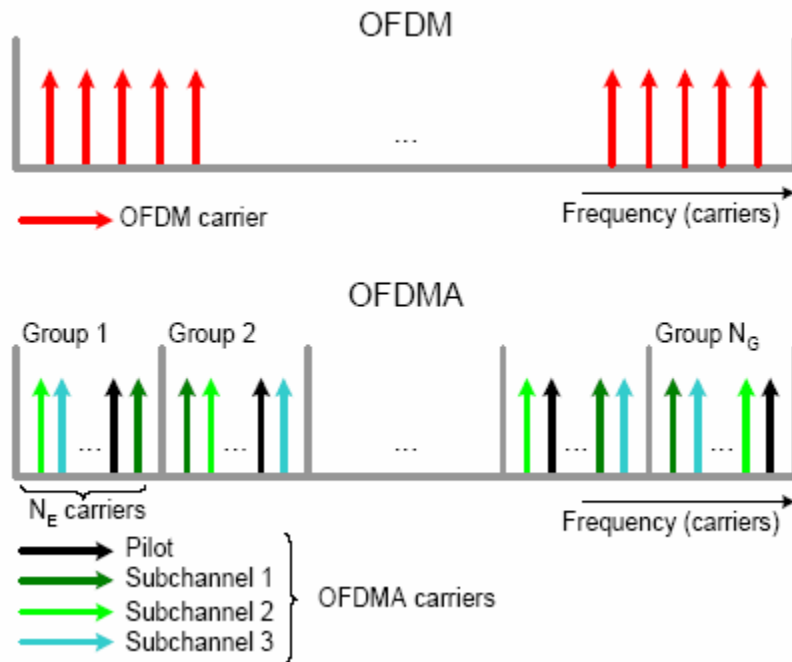 OFDM
...
OFDM carrier
Frequency (carriers)
OFDMA
Group 1
Group 2
Group N_G
...
...
...
...
...
N_E carriers
Frequency (carriers)
Pilot
Subchannel 1
Subchannel 2
Subchannel 3
OFDMA carriers